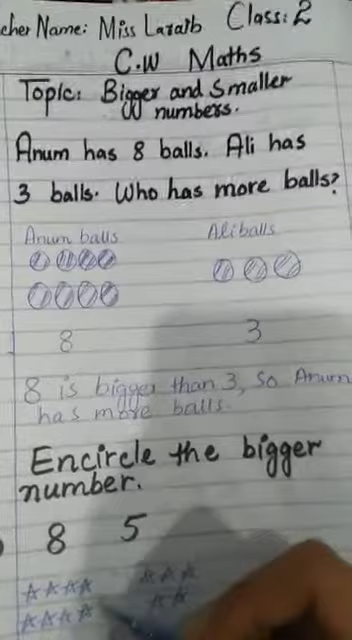 cher Name: Miss Laraib Class: 2
C.W Maths
Topic: Bigger and Smaller
numbers.
Anum has 8 balls. Ali has
3 balls. Who has more balls?
Anum balls Ali balls
8 3
8 is bigger than 3, so Anum
has more balls.
Encircle the bigger
number.
8 5